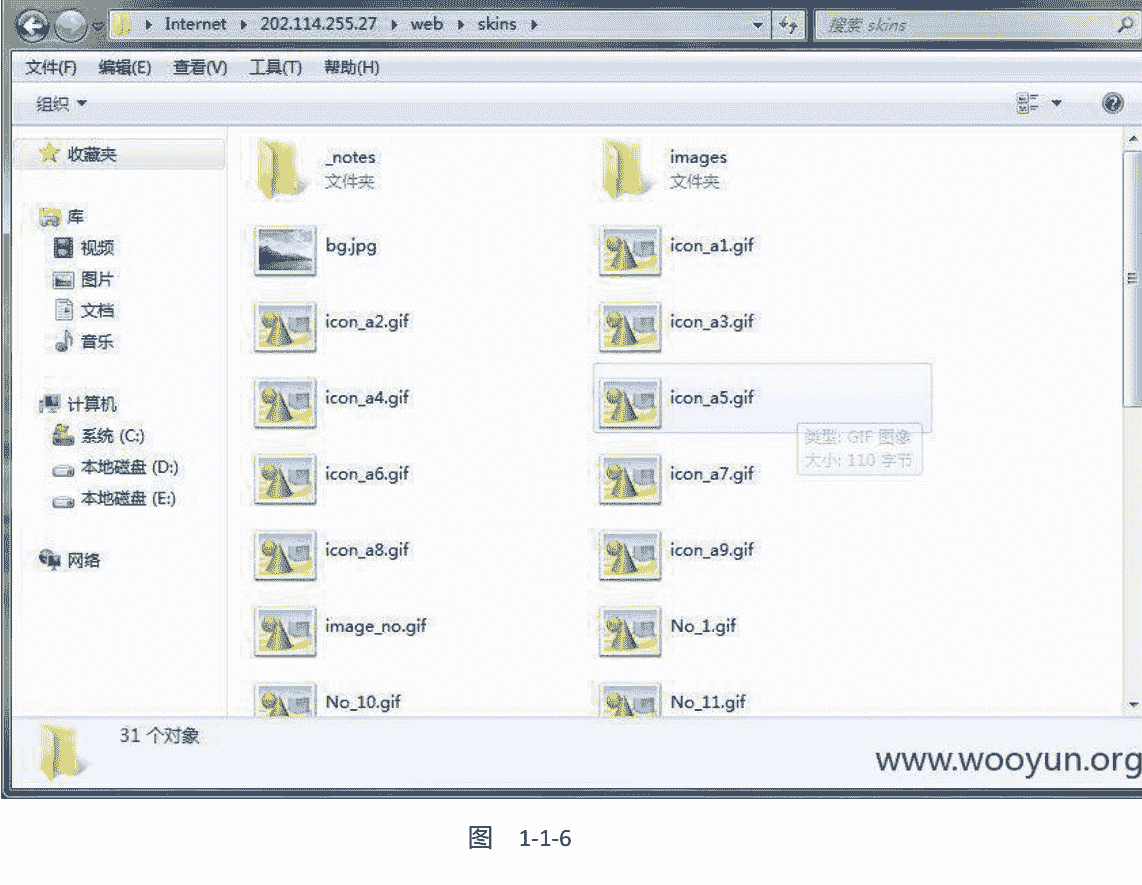 Internet 202.114.255.27 web skins
搜索 skins
文件(F) 编辑(E) 查看(V) 工具(T) 帮助(H)
组织
收藏夹
库
视频
图片
文档
音乐
计算机
系统 (C:)
本地磁盘 (D:)
本地磁盘 (E:)
网络
_notes
文件夹
images
文件夹
bg.jpg
icon_a1.gif
icon_a2.gif
icon_a3.gif
icon_a4.gif
icon_a5.gif
类型: GIF 图像
大小: 110 字节
icon_a6.gif
icon_a7.gif
icon_a8.gif
icon_a9.gif
image_no.gif
No_1.gif
No_10.gif
No_11.gif
31 个对象
www.wooyun.org
图 1-1-6